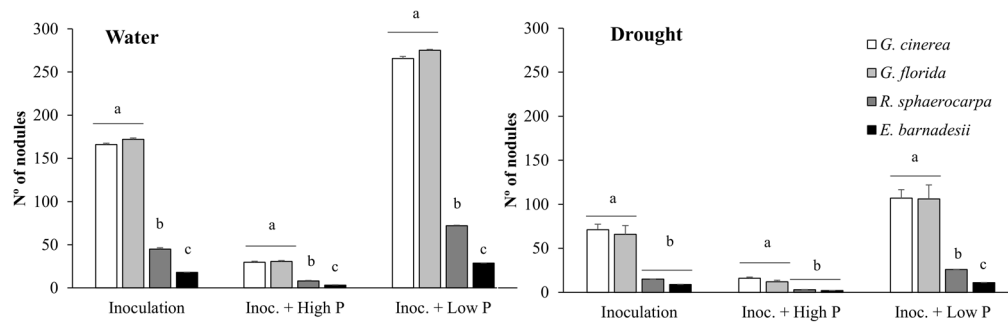 Water
Nº of nodules
300
250
200
150
100
50
0
a
b
c
a
b
c
a
b
c
Inoculation
Inoc. + High P
Inoc. + Low P
Drought
Nº of nodules
300
250
200
150
100
50
0
a
b
a
b
a
b
c
Inoculation
Inoc. + High P
Inoc. + Low P
G. cinerea
G. florida
R. sphaerocarpa
E. barnadesii